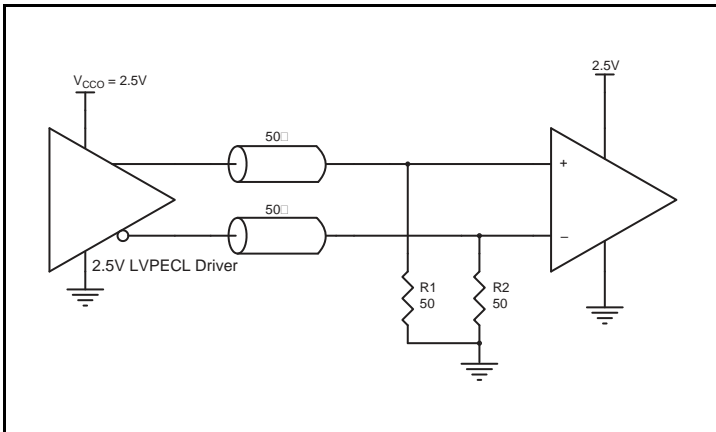 V_CCO = 2.5V
2.5V
50□
50□
+
−
2.5V LVPECL Driver
R1
50
R2
50